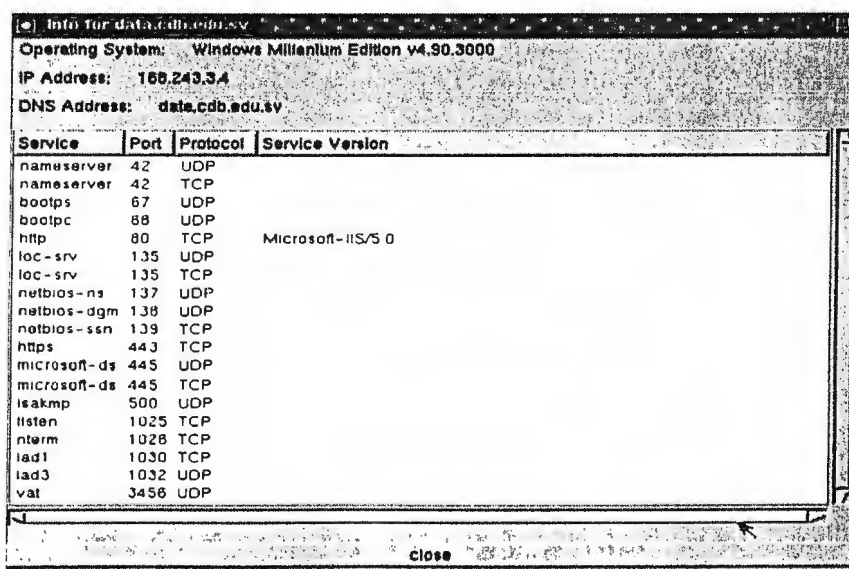 Info for data.cdb.edu.sv
Operating System: Windows Millenium Edition v4.90.3000
IP Address: 168.243.3.4
DNS Address: data.cdb.edu.sv
Service Port Protocol Service Version
nameserver 42 UDP
nameserver 42 TCP
bootps 67 UDP
bootpc 68 UDP
http 80 TCP Microsoft-IIS/5.0
loc-srv 135 UDP
loc-srv 135 TCP
netbios-ns 137 UDP
netbios-dgm 138 UDP
netbios-ssn 139 TCP
https 443 TCP
microsoft-ds 445 UDP
microsoft-ds 445 TCP
isakmp 500 UDP
listen 1025 TCP
nterm 1026 TCP
iad1 1030 TCP
iad3 1032 UDP
vat 3456 UDP
close